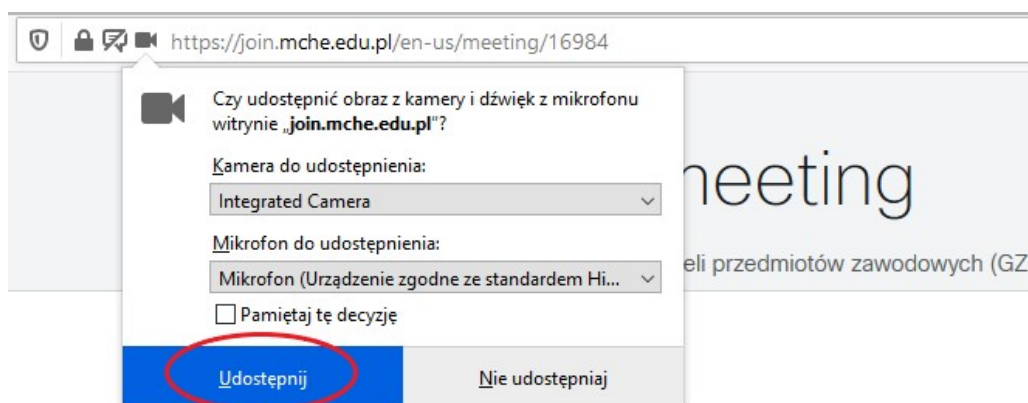 https://join.mche.edu.pl/en-us/meeting/16984
Czy udostępnić obraz z kamery i dźwięk z mikrofonu
witrynie „join.mche.edu.pl”?
Kamera do udostępnienia:
Integrated Camera
Mikrofon do udostępnienia:
Mikrofon (Urządzenie zgodne ze standardem Hi...
Pamiętaj tę decyzję
Udostępnij Nie udostępniaj
neeting
eli przedmiotów zawodowych (GZ